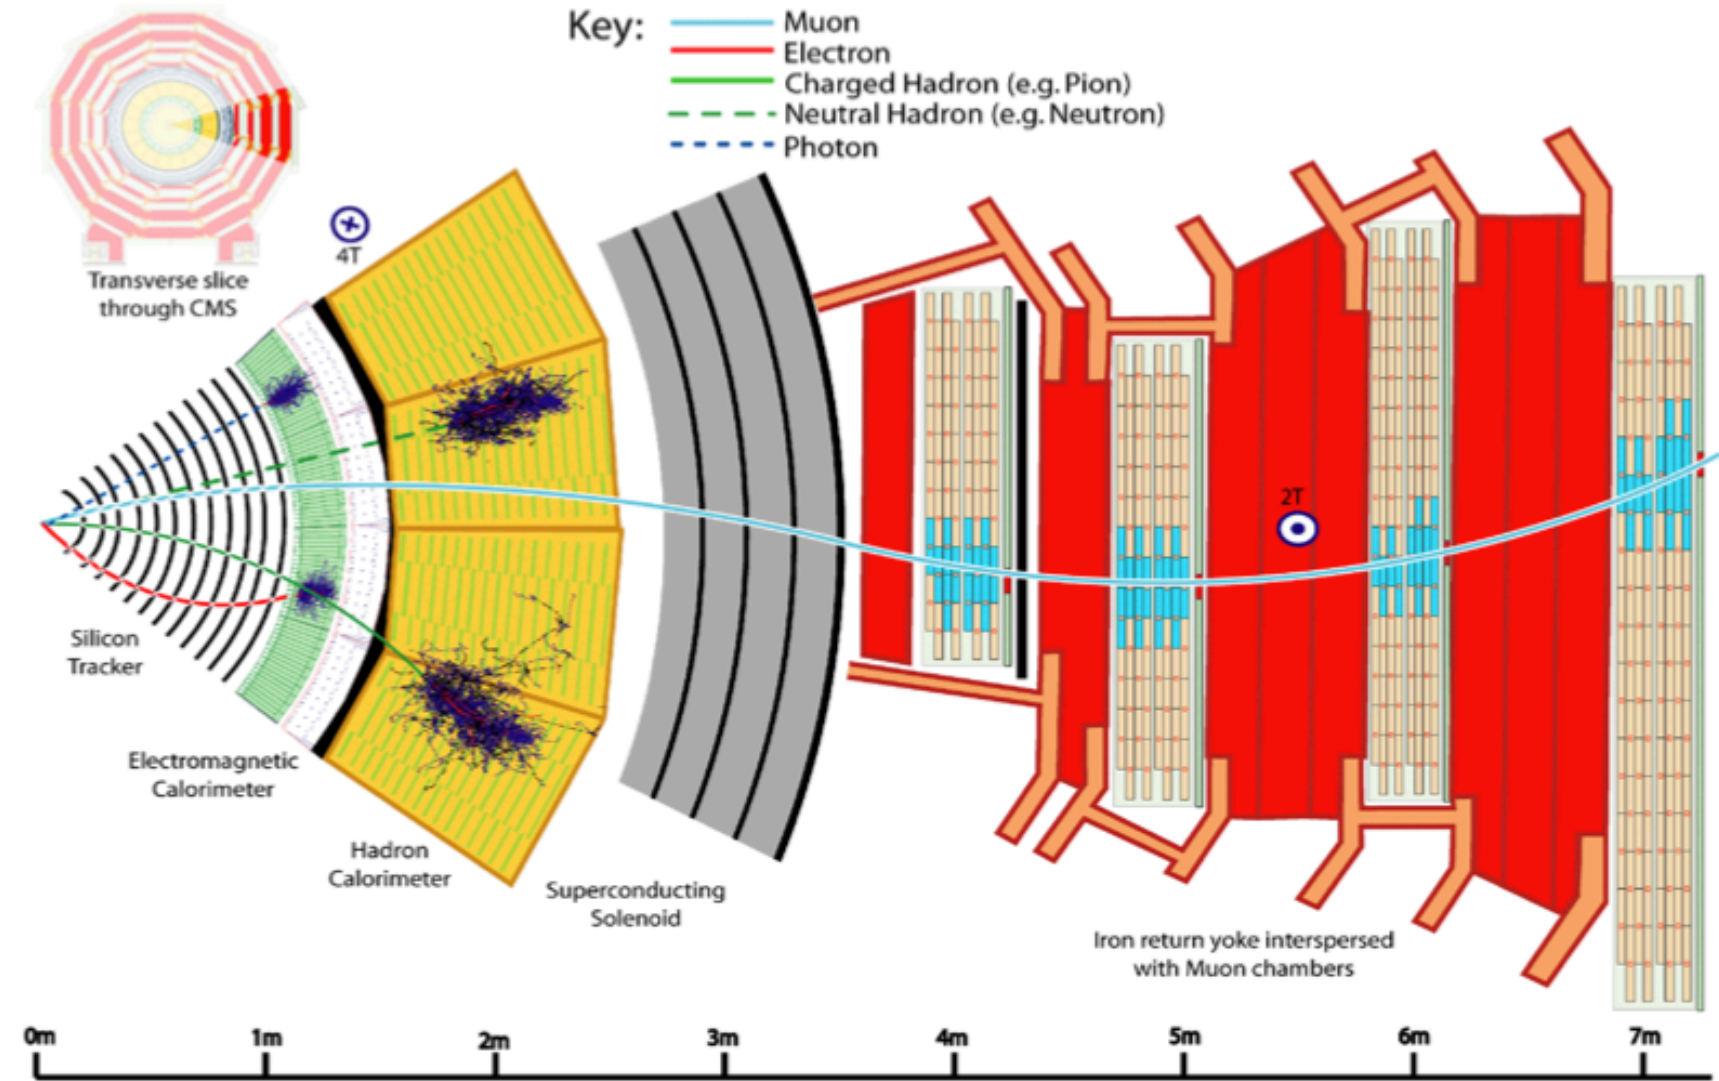 Key:
Muon
Electron
Charged Hadron (e.g. Pion)
Neutral Hadron (e.g. Neutron)
Photon
Transverse slice
through CMS
4T
2T
Silicon
Tracker
Electromagnetic
Calorimeter
Hadron
Calorimeter
Superconducting
Solenoid
Iron return yoke interspersed
with Muon chambers
0m 1m 2m 3m 4m 5m 6m 7m